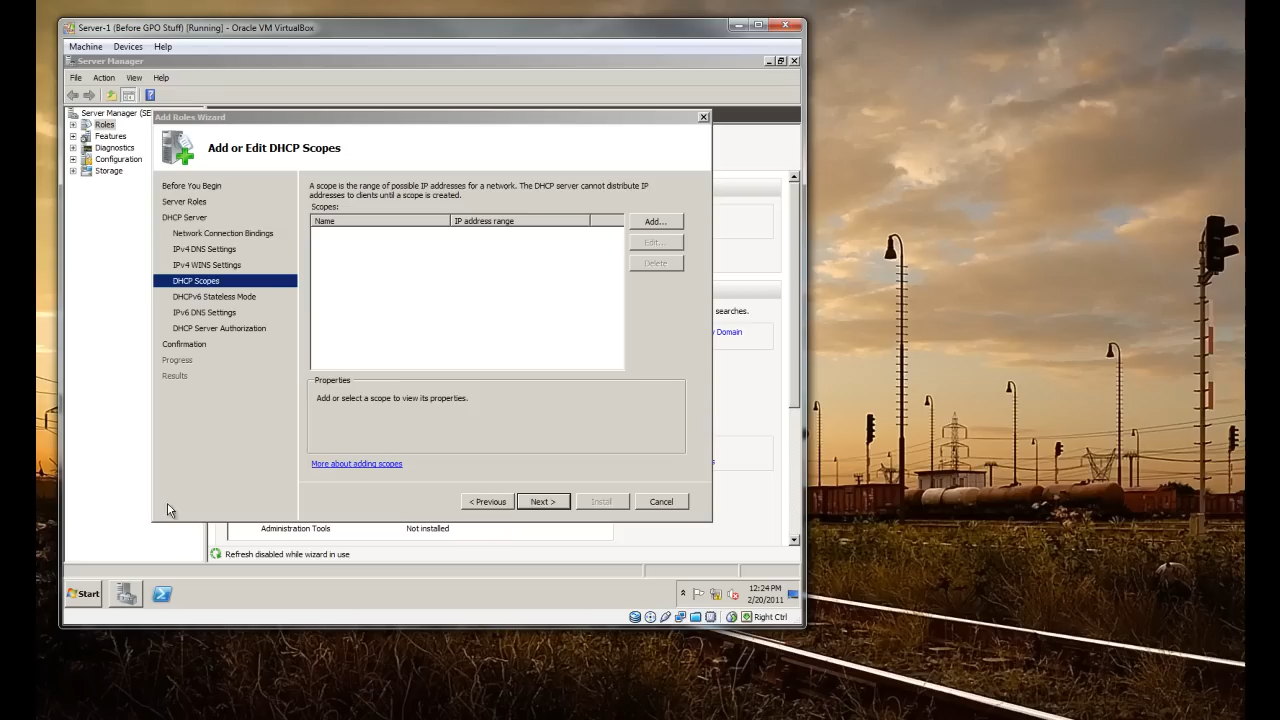 Server-1 (Before GPO Stuff) [Running] - Oracle VM VirtualBox
Machine Devices Help
Server Manager
File Action View Help
Server Manager (SE
Roles
Features
Diagnostics
Configuration
Storage
Add Roles Wizard
Add or Edit DHCP Scopes
Before You Begin
Server Roles
DHCP Server
Network Connection Bindings
IPv4 DNS Settings
IPv4 WINS Settings
DHCP Scopes
DHCPv6 Stateless Mode
IPv6 DNS Settings
DHCP Server Authorization
Confirmation
Progress
Results
A scope is the range of possible IP addresses for a network. The DHCP server cannot distribute IP
addresses to clients until a scope is created.
Scopes:
Name IP address range
Add...
Edit...
Delete
Properties
Add or select a scope to view its properties.
More about adding scopes
< Previous Next > Install Cancel
searches.
Domain
Administration Tools Not installed
Refresh disabled while wizard in use
Start
12:24 PM
2/20/2011
Right Ctrl